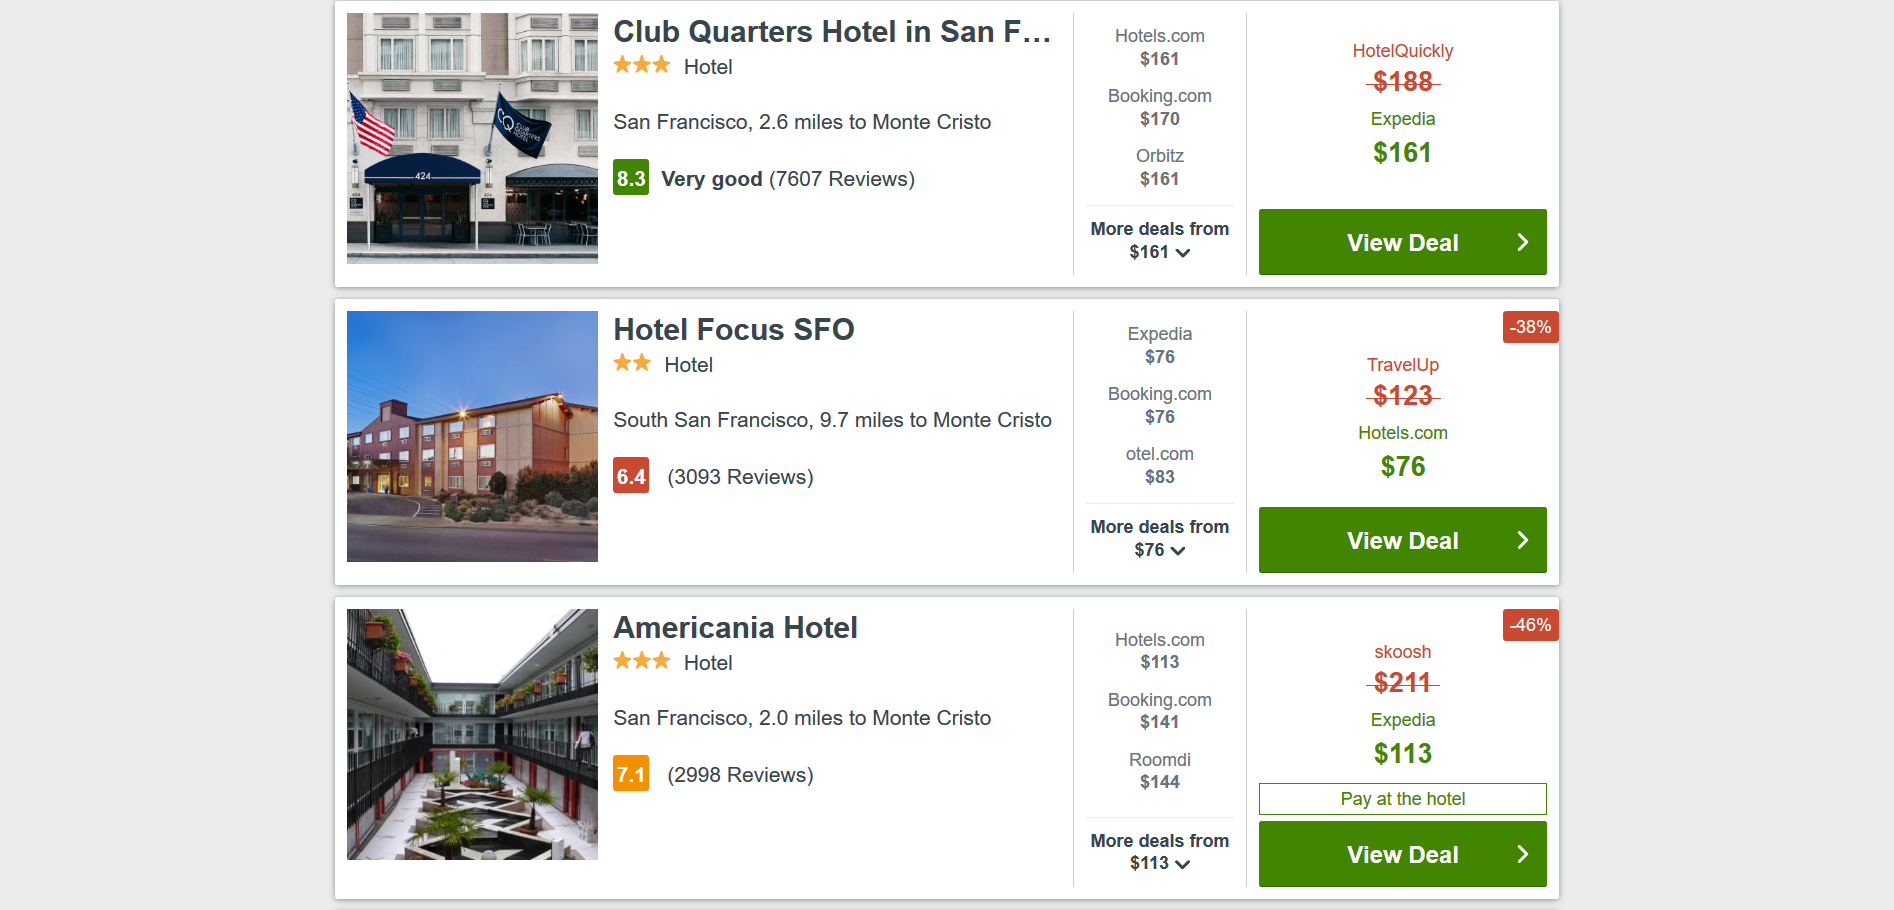 Club Quarters Hotel in San F...
Hotel
San Francisco, 2.6 miles to Monte Cristo
8.3 Very good (7607 Reviews)
Hotels.com
$161
Booking.com
$170
Orbitz
$161
More deals from
$161
HotelQuickly
$188
Expedia
$161
View Deal
424
CQ
CLUB
QUARTERS
HOTEL
Hotel Focus SFO
Hotel
South San Francisco, 9.7 miles to Monte Cristo
6.4 (3093 Reviews)
Expedia
$76
Booking.com
$76
otel.com
$83
More deals from
$76
-38%
TravelUp
$123
Hotels.com
$76
View Deal
Americania Hotel
Hotel
San Francisco, 2.0 miles to Monte Cristo
7.1 (2998 Reviews)
Hotels.com
$113
Booking.com
$141
Roomdi
$144
More deals from
$113
-46%
skoosh
$211
Expedia
$113
Pay at the hotel
View Deal